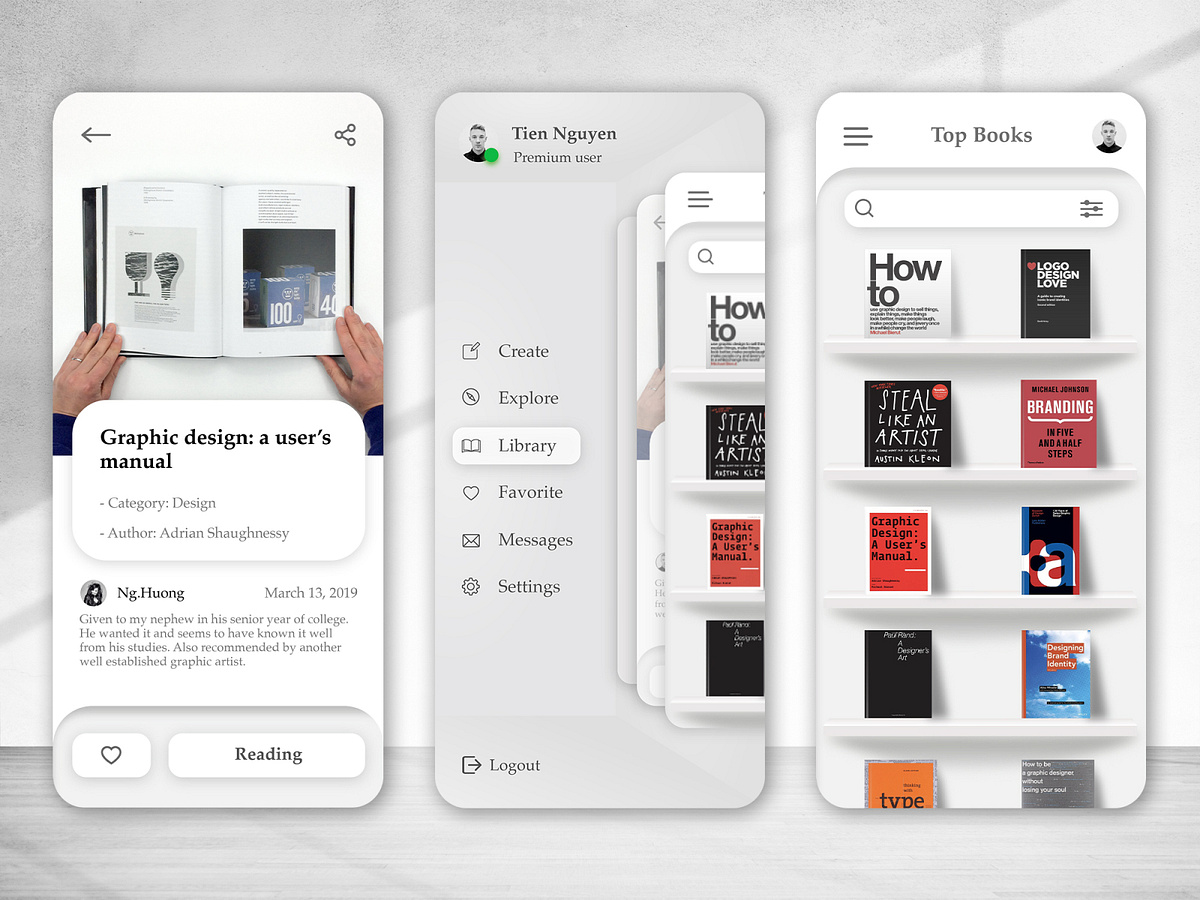 100
40
Graphic design: a user's
manual
- Category: Design
- Author: Adrian Shaughnessy
Ng.Huong
March 13, 2019
Given to my nephew in his senior year of college.
He wanted it and seems to have known it well
from his studies. Also recommended by another
well established graphic artist.
Reading
Tien Nguyen
Premium user
Create
Explore
Library
Favorite
Messages
Settings
Logout
How
to
STEAL
LIKE AN
ARTIST
AUSTIN KLEO
Graphic
Design:
A User's
Manual.
Paul Rand:
A
Designer's
Art
Top Books
How
to
use graphic design to sell things,
explain things, make things
look better, make people laugh,
make people cry, and every once
in a while change the world
Michael Bierut
LOGO
DESIGN
LOVE
A guide to creating
iconic brand identities
STEAL
LIKE AN
ARTIST
AUSTIN KLEON
MICHAEL JOHNSON
BRANDING
IN FIVE
AND A HALF
STEPS
Graphic
Design:
A User's
Manual.
a
Paul Rand:
A
Designer's
Art
Designing
Brand
Identity
thinking
with
type
How to be
a graphic designer,
without
losing your soul